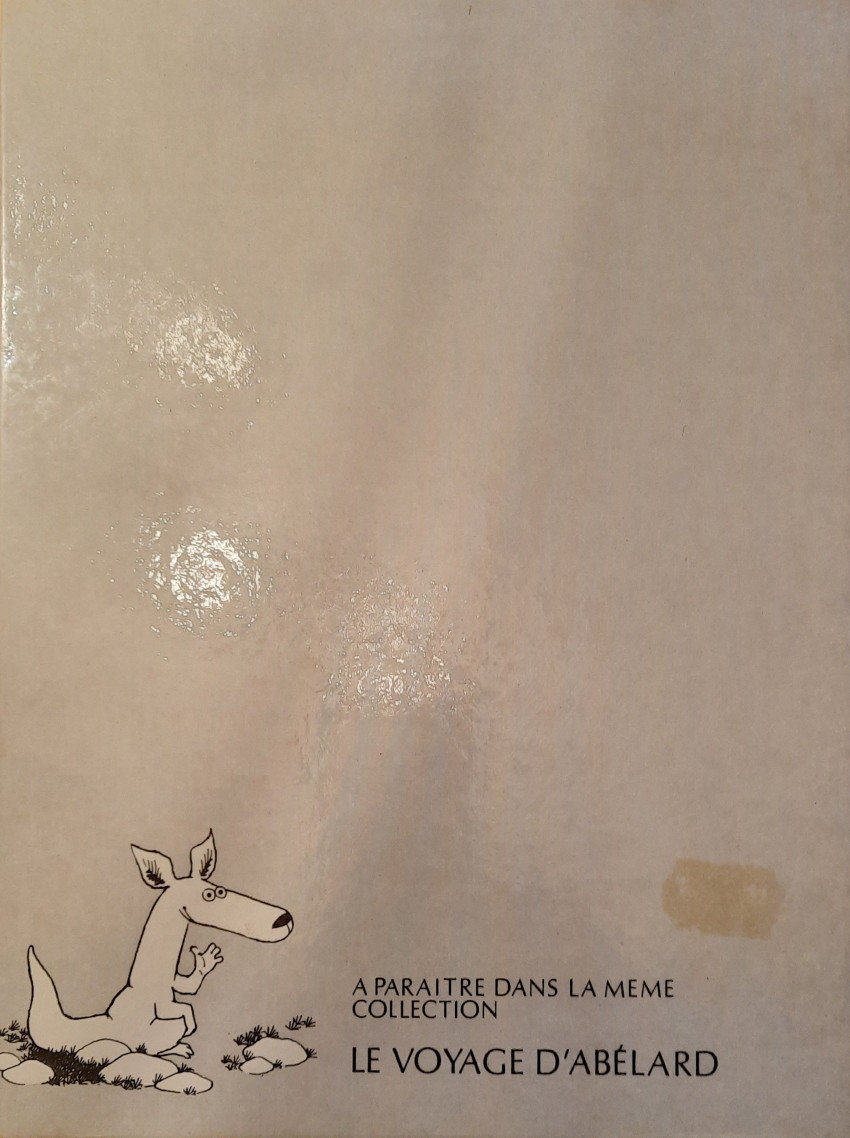 A PARAITRE DANS LA MEME
COLLECTION
LE VOYAGE D'ABÉLARD